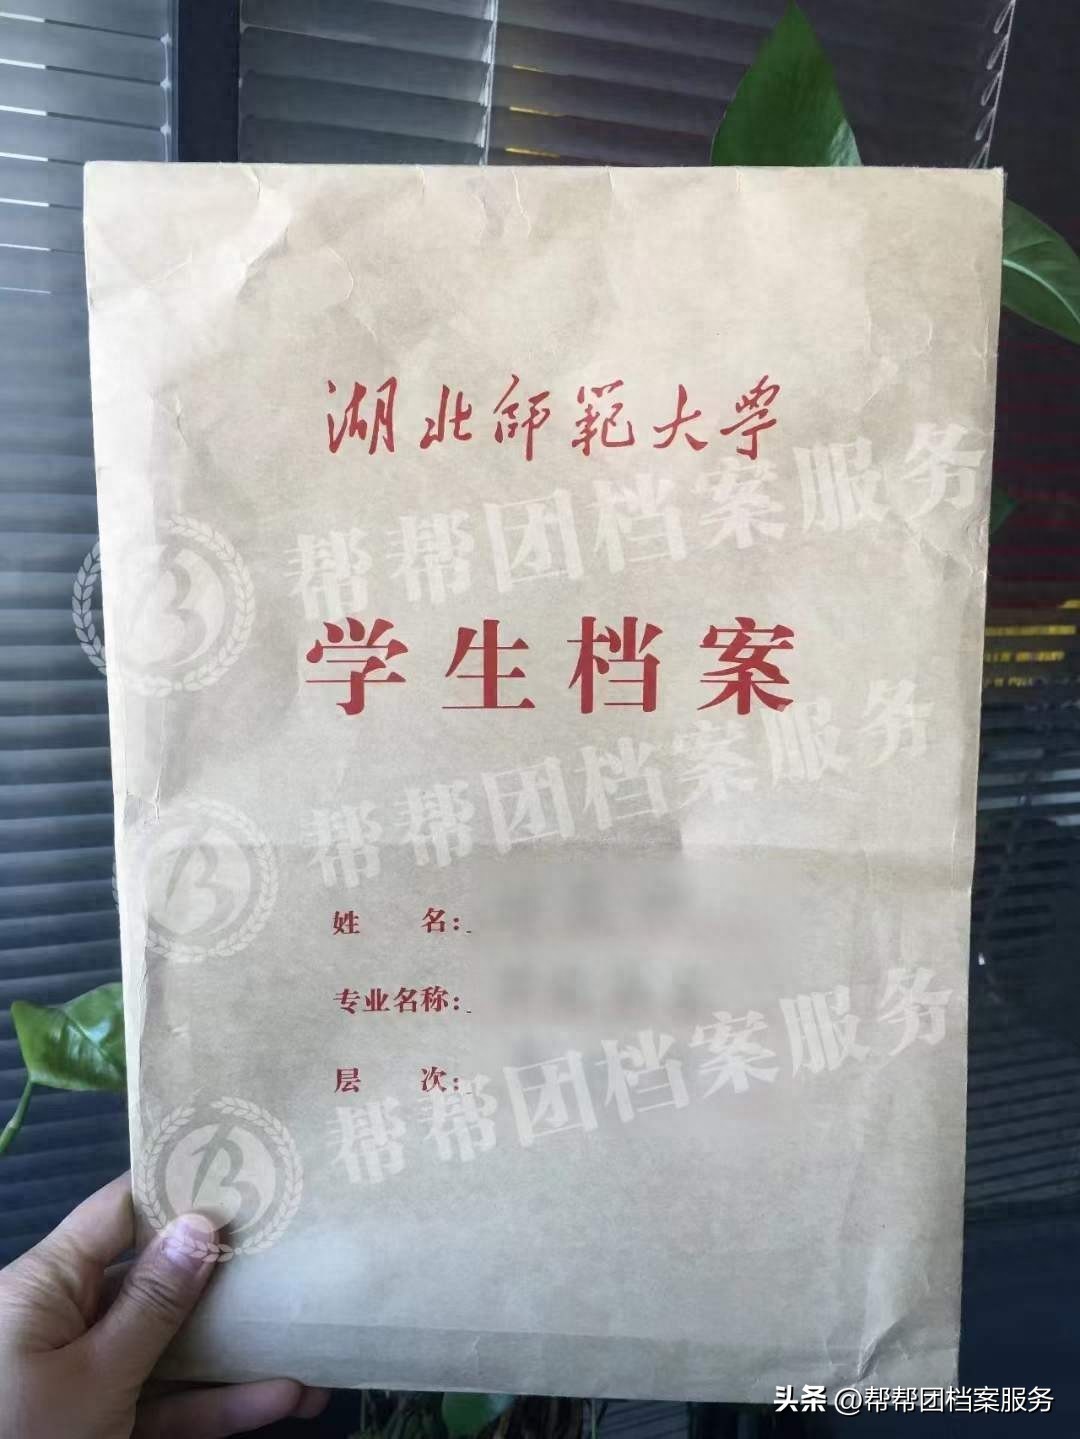 湖北师範大學
帮帮团档案服务
学生档案
帮帮团档案服务
姓 名：
专业名称：
层 次：
帮帮团档案服务
头条 @帮帮团档案服务